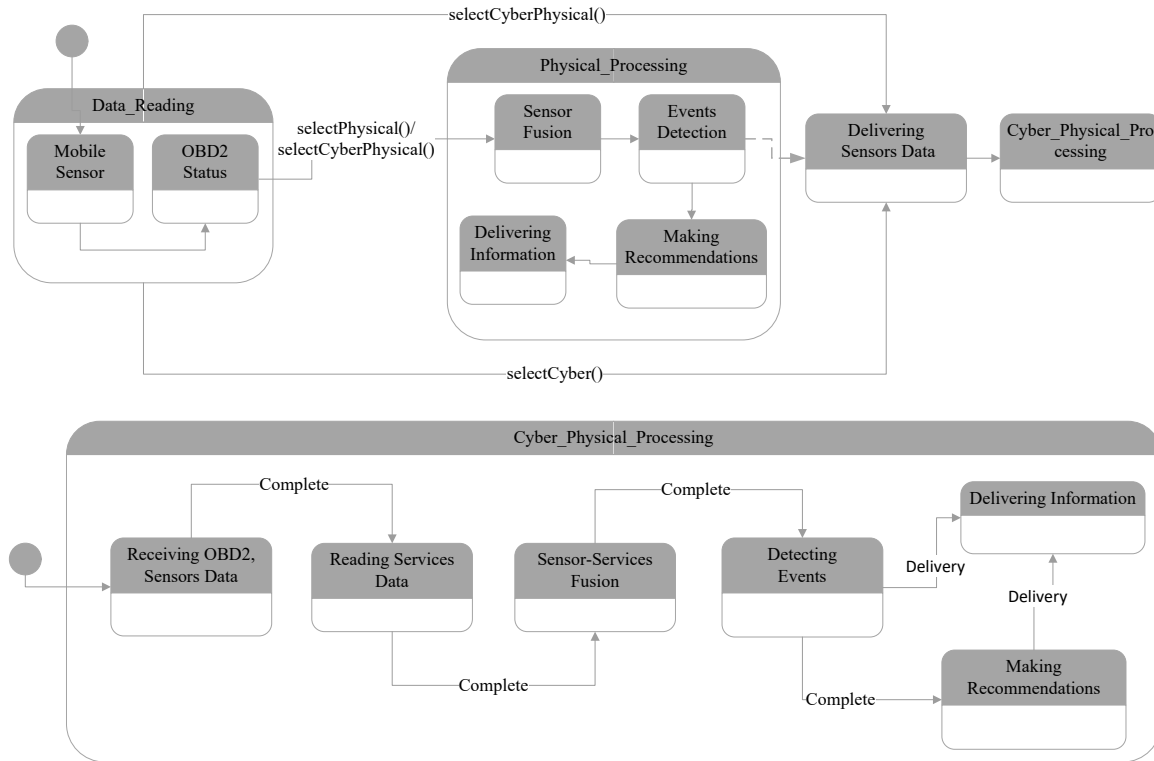 selectCyberPhysical()
Physical_Processing
Data_Reading
Mobile
Sensor
OBD2
Status
selectPhysical()/
selectCyberPhysical()
Sensor
Fusion
Events
Detection
Delivering
Sensors Data
Cyber_Physical_Pro
cessing
Delivering
Information
Making
Recommendations
selectCyber()
Cyber_Physical_Processing
Complete
Complete
Delivering Information
Receiving OBD2,
Sensors Data
Reading Services
Data
Sensor-Services
Fusion
Detecting
Events
Delivery
Delivery
Complete
Complete
Making
Recommendations